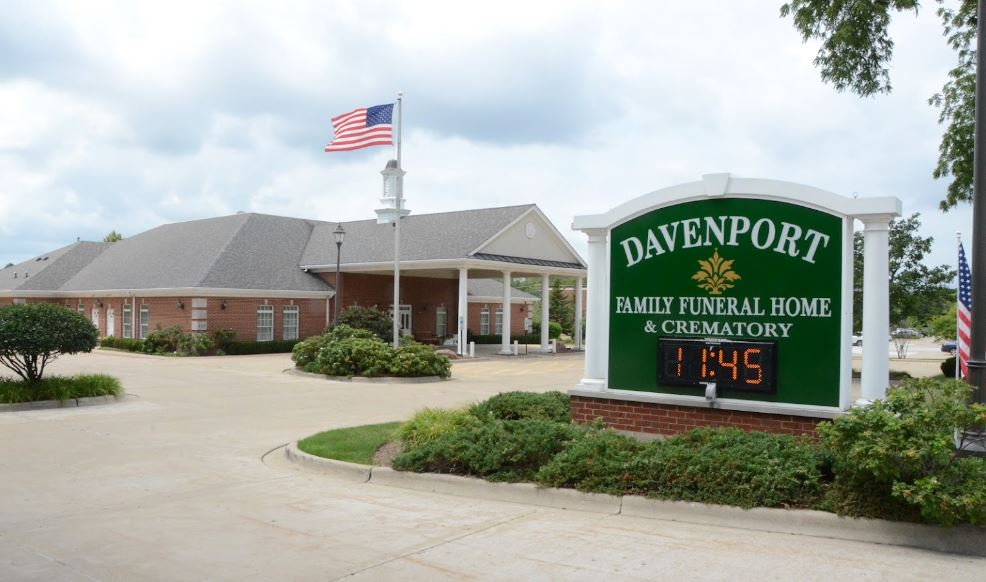 DAVENPORT
FAMILY FUNERAL HOME
& CREMATORY
11:45